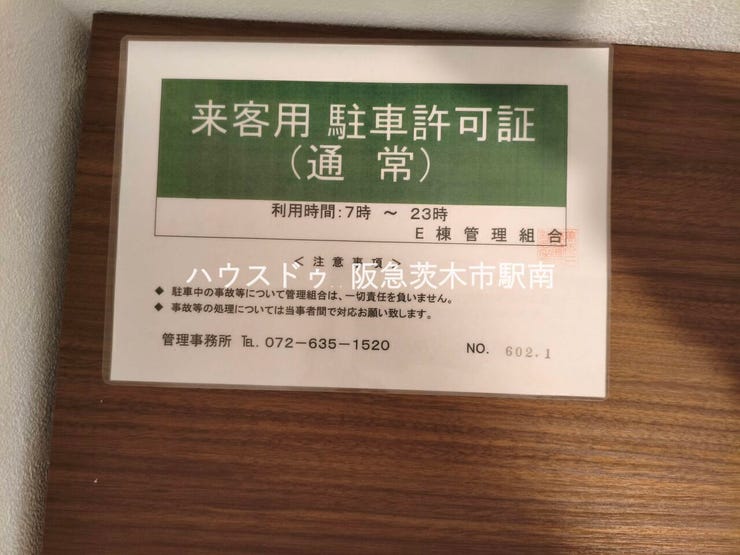 来客用 駐車許可証
(通 常)
利用時間:7時 ～ 23時
E棟管理組合
＜ 注 意 事 項 ＞
ハウスドゥ 阪急茨木市駅南
◆ 駐車中の事故等について管理組合は、一切責任を負いません。
◆ 事故等の処理については当事者間で対応お願い致します。
管理事務所 ℡. 072－635－1520
NO. 602.1